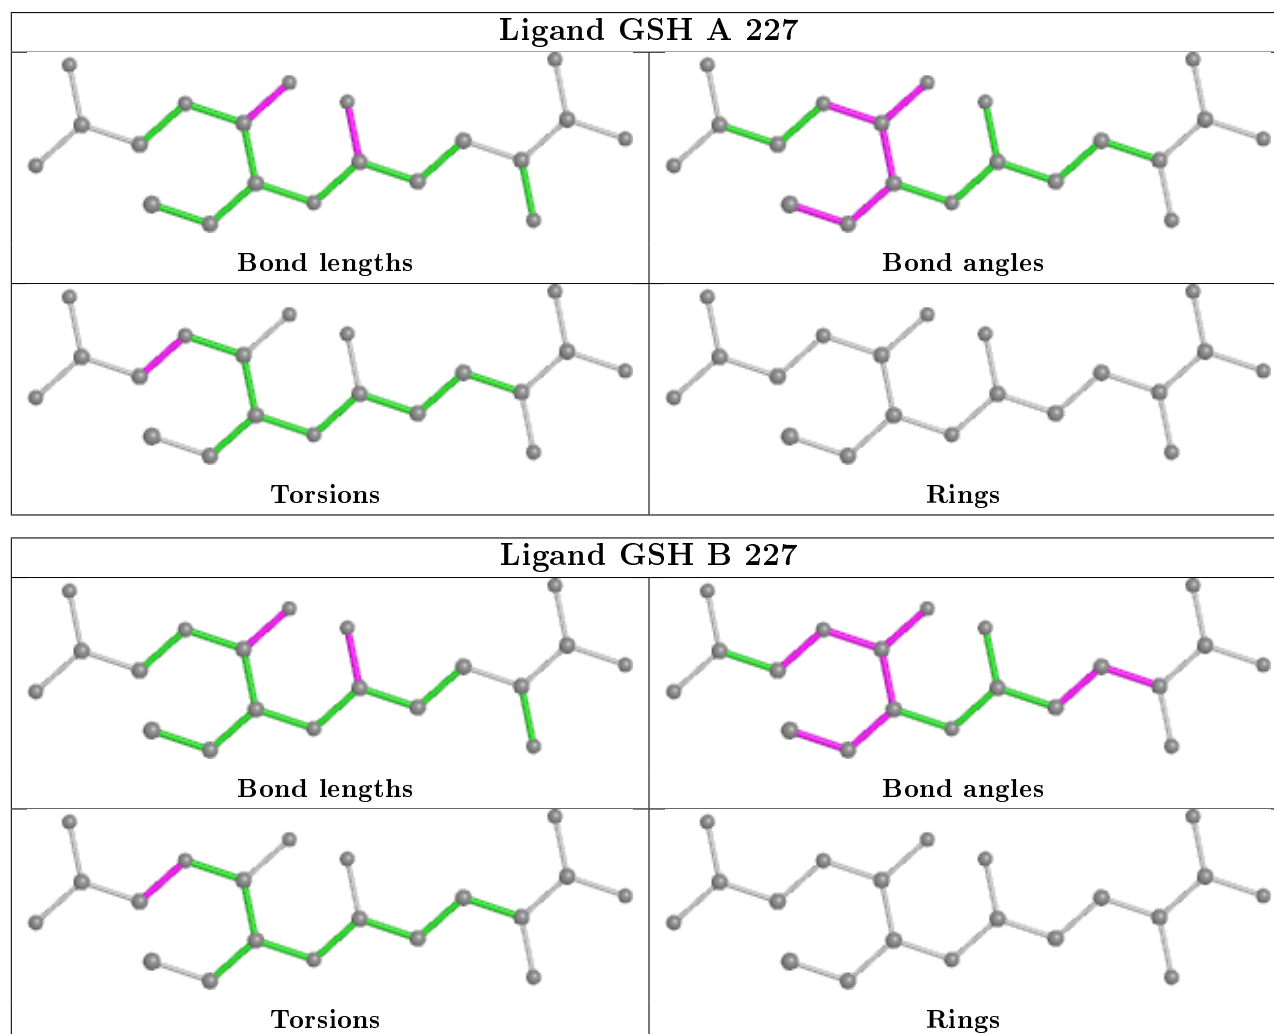 Ligand GSH A 227
Bond lengths
Bond angles
Torsions
Rings
Ligand GSH B 227
Bond lengths
Bond angles
Torsions
Rings